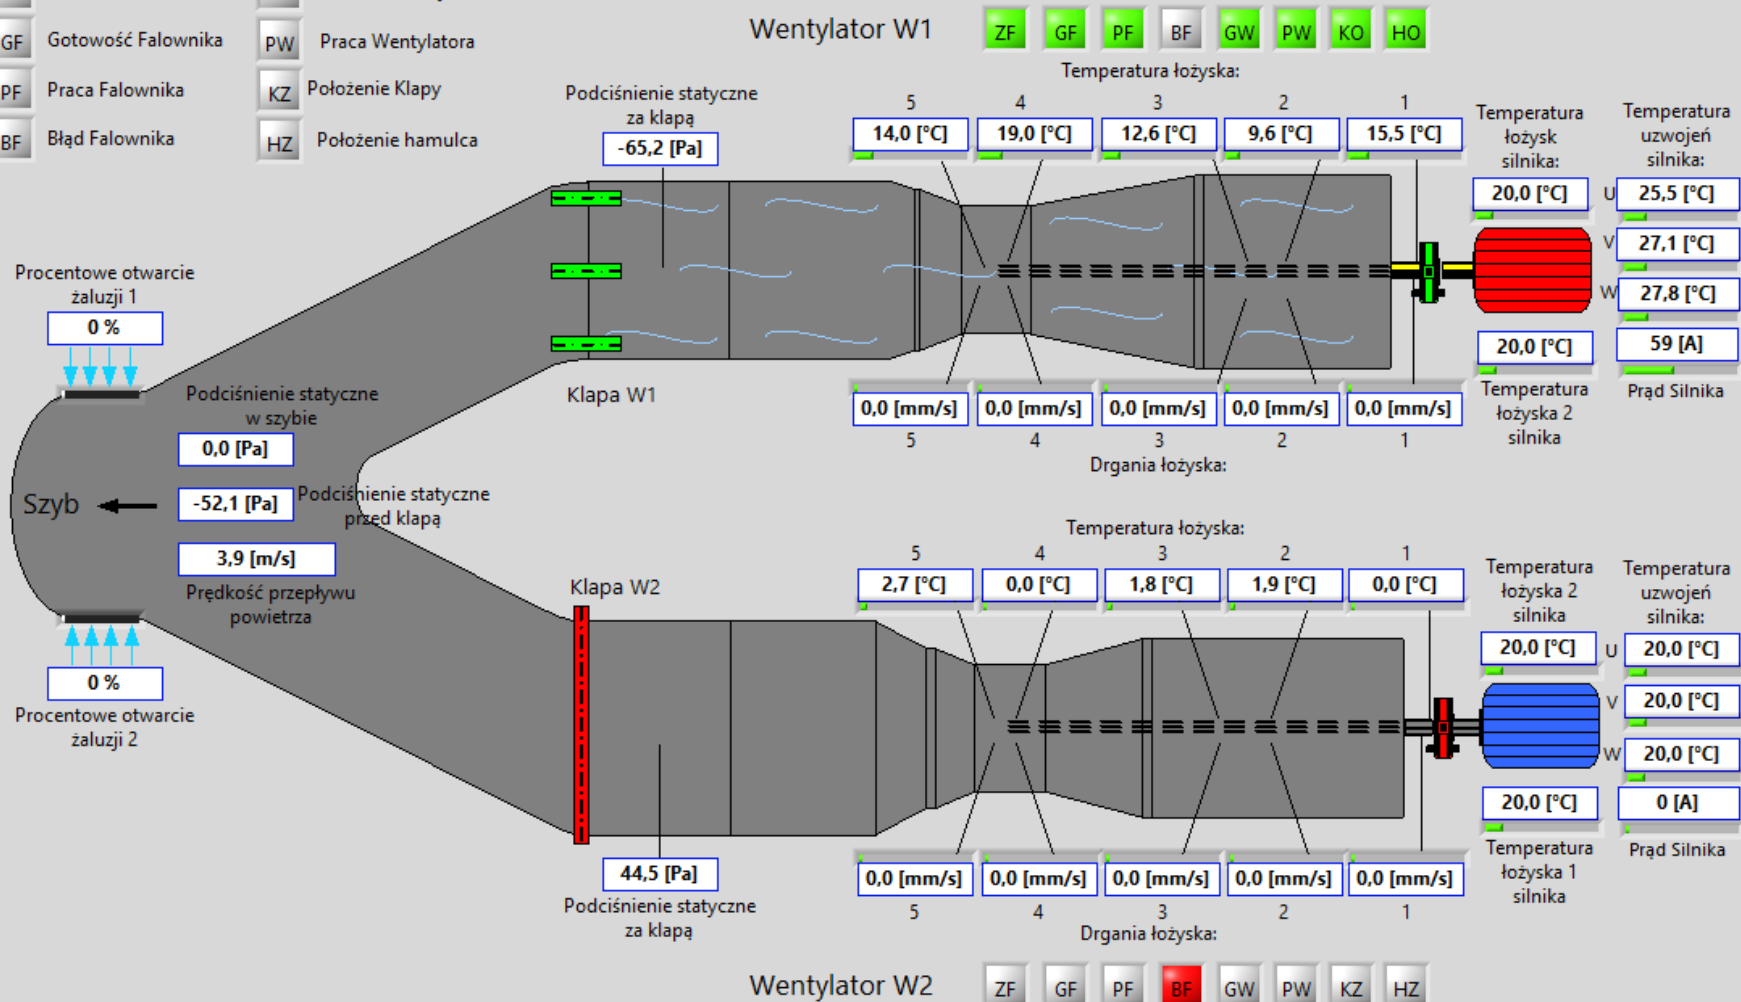 GF Gotowość Falownika
PW Praca Wentylatora
PF Praca Falownika
KZ Położenie Klapy
BF Błąd Falownika
HZ Położenie hamulca
Wentylator W1
ZF GF PF BF GW PW KO HO
Temperatura łożyska:
5 4 3 2 1
14,0 [°C] 19,0 [°C] 12,6 [°C] 9,6 [°C] 15,5 [°C]
Podciśnienie statyczne
za klapą
-65,2 [Pa]
Temperatura
łożysk
silnika:
20,0 [°C]
Temperatura
uzwojeń
silnika:
U 25,5 [°C]
V 27,1 [°C]
W 27,8 [°C]
59 [A]
Prąd Silnika
20,0 [°C]
Temperatura
łożyska 2
silnika
Procentowe otwarcie
żaluzji 1
0 %
Klapa W1
0,0 [mm/s] 0,0 [mm/s] 0,0 [mm/s] 0,0 [mm/s] 0,0 [mm/s]
5 4 3 2 1
Drgania łożyska:
Podciśnienie statyczne
w szybie
0,0 [Pa]
Szyb
-52,1 [Pa]
Podciśnienie statyczne
przed klapą
3,9 [m/s]
Prędkość przepływu
powietrza
0 %
Procentowe otwarcie
żaluzji 2
Klapa W2
Temperatura łożyska:
5 4 3 2 1
2,7 [°C] 0,0 [°C] 1,8 [°C] 1,9 [°C] 0,0 [°C]
Temperatura
łożyska 2
silnika
20,0 [°C]
Temperatura
uzwojeń
silnika:
U 20,0 [°C]
V 20,0 [°C]
W 20,0 [°C]
0 [A]
Prąd Silnika
20,0 [°C]
Temperatura
łożyska 1
silnika
44,5 [Pa]
Podciśnienie statyczne
za klapą
0,0 [mm/s] 0,0 [mm/s] 0,0 [mm/s] 0,0 [mm/s] 0,0 [mm/s]
5 4 3 2 1
Drgania łożyska:
Wentylator W2
ZF GF PF BF GW PW KZ HZ